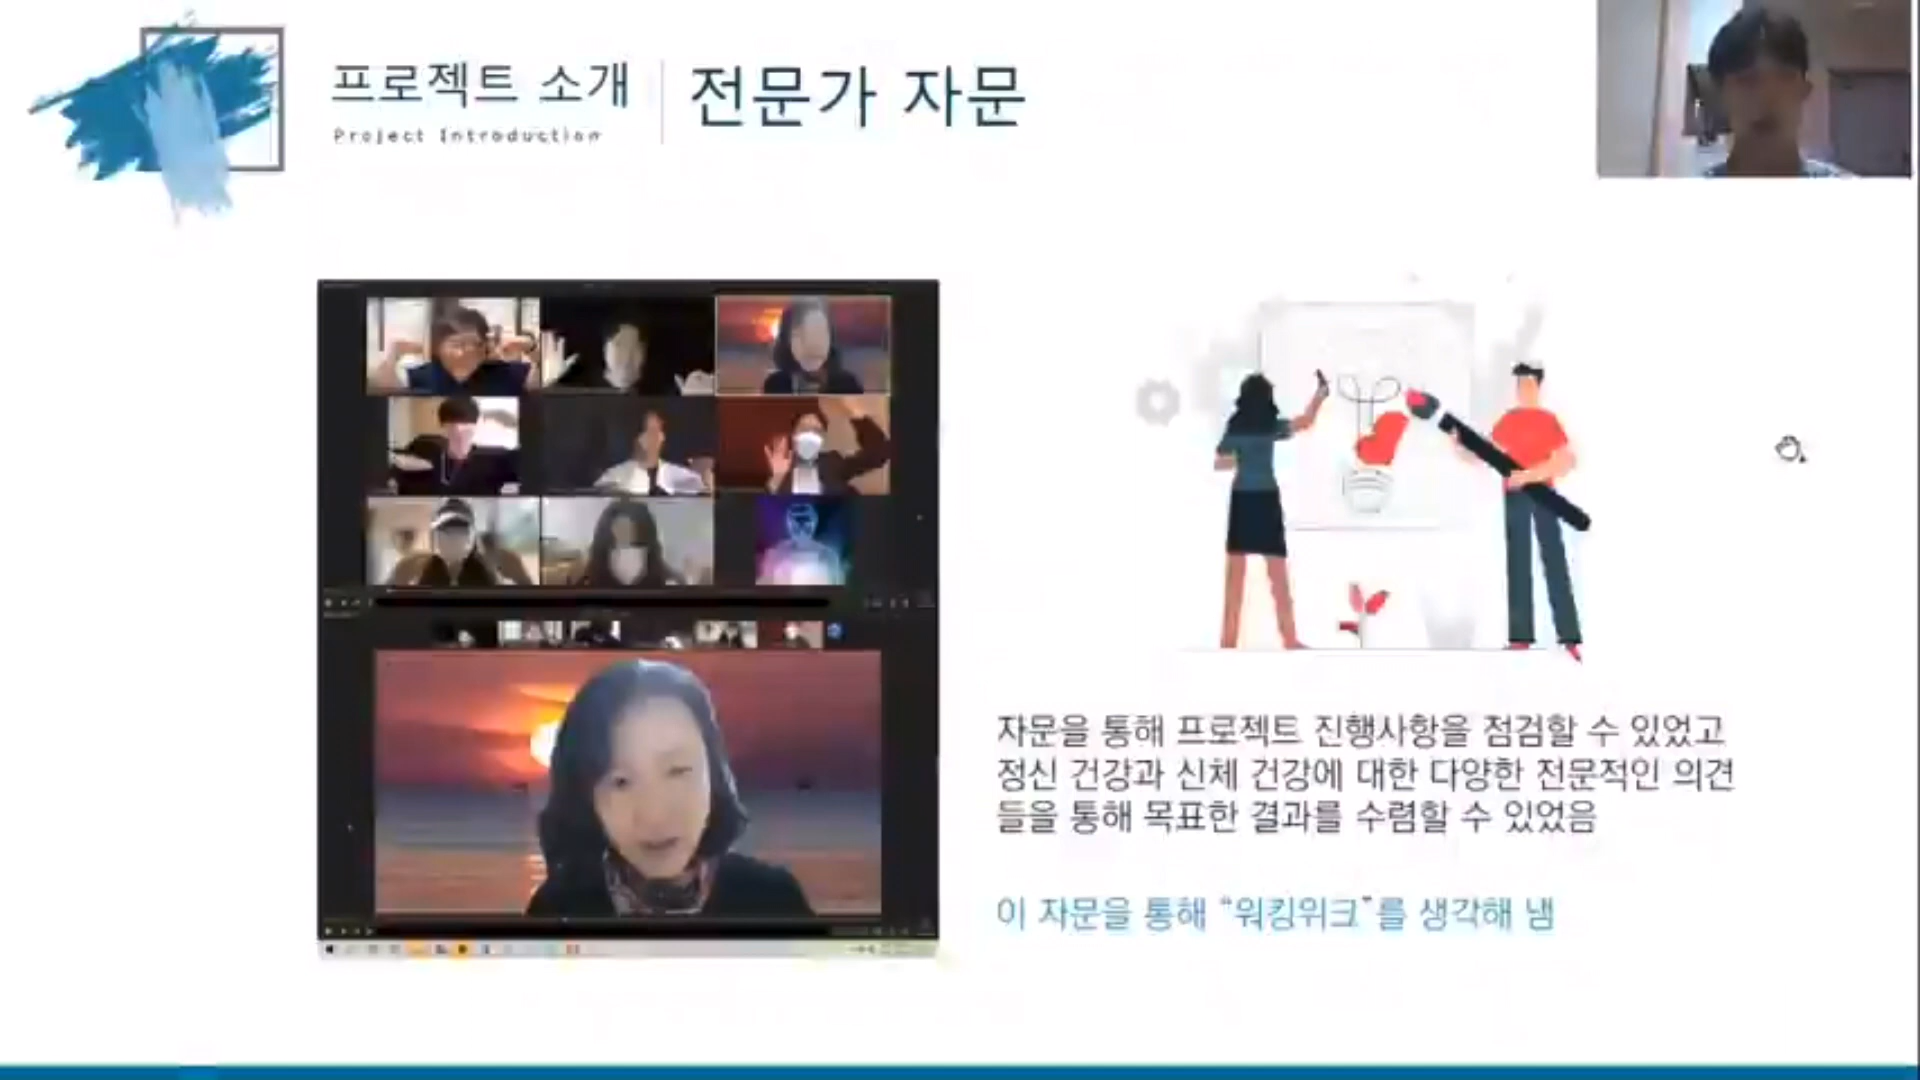 프로젝트 소개
Project Introduction
전문가 자문
자문을 통해 프로젝트 진행사항을 점검할 수 있었고
정신 건강과 신체 건강에 대한 다양한 전문적인 의견
들을 통해 목표한 결과를 수렴할 수 있었음
이 자문을 통해 “워킹위크”를 생각해 냄